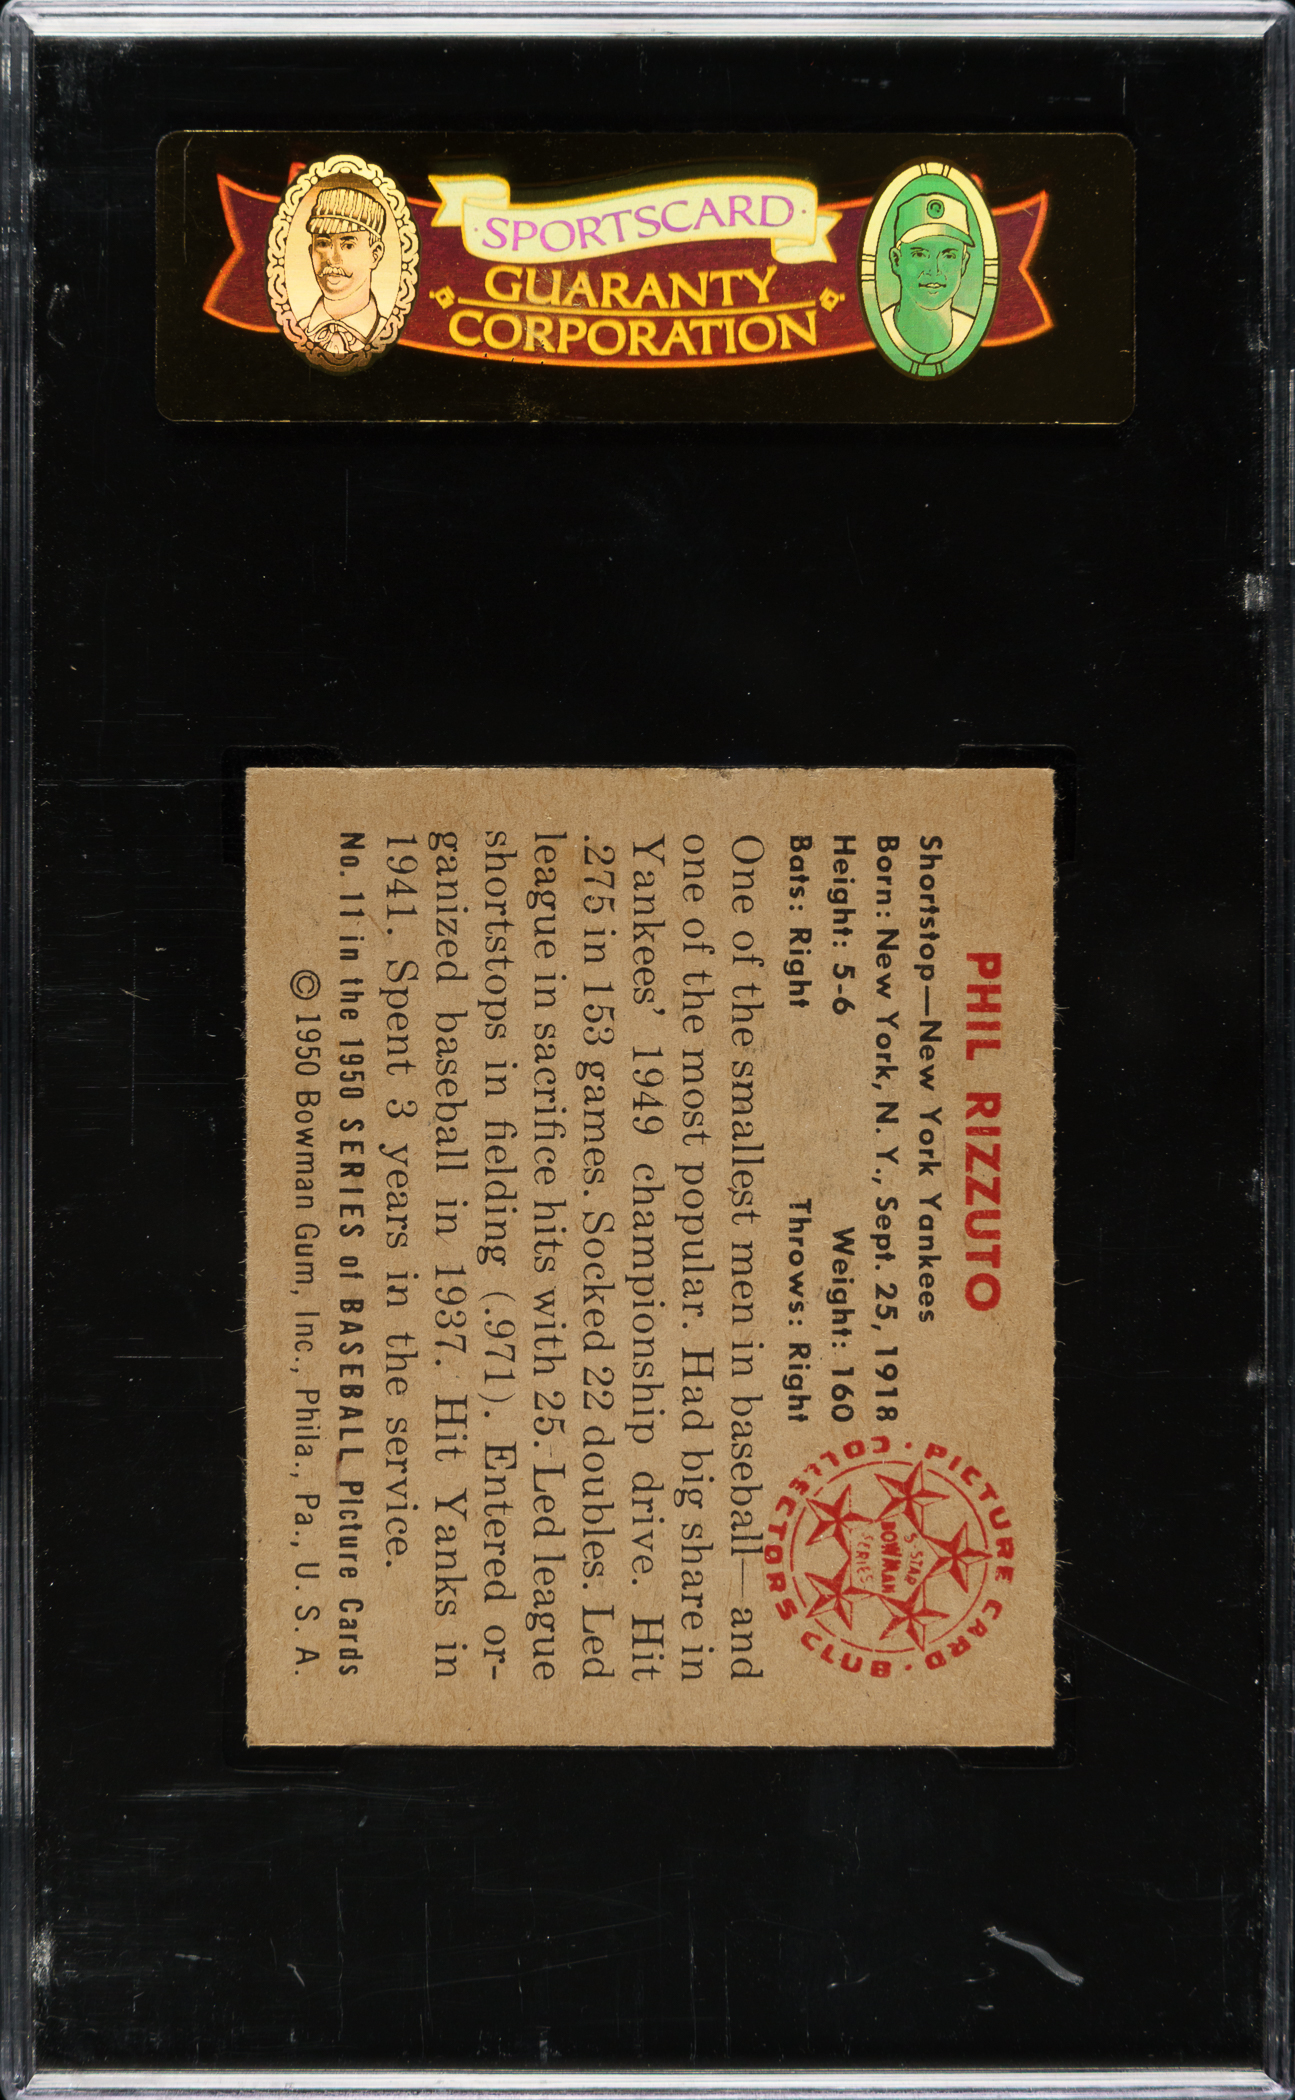 ·SPORTSCARD·
GUARANTY
CORPORATION
PHIL RIZZUTO
Shortstop—New York Yankees
Born: New York, N. Y., Sept. 25, 1918
Height: 5-6 Weight: 160
Bats: Right Throws: Right
PICTURE CARD · COLLECTORS CLUB ·
5-STAR
BOWMAN
SERIES
One of the smallest men in baseball—and
one of the most popular. Had big share in
Yankees’ 1949 championship drive. Hit
.275 in 153 games. Socked 22 doubles. Led
league in sacrifice hits with 25. Led league
shortstops in fielding (.971). Entered or-
ganized baseball in 1937. Hit Yanks in
1941. Spent 3 years in the service.
No. 11 in the 1950 SERIES of BASEBALL Picture Cards
© 1950 Bowman Gum, Inc., Phila., Pa., U. S. A.